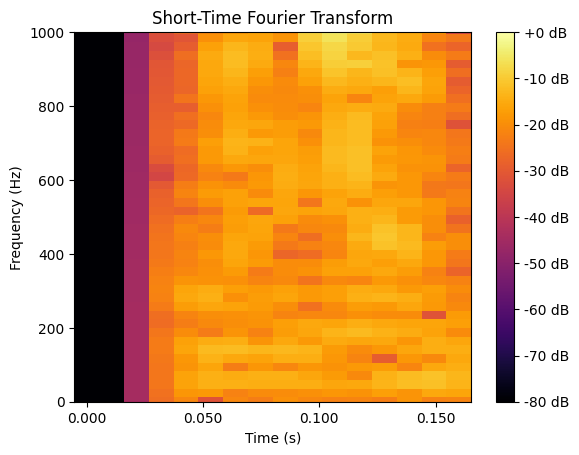 Short-Time Fourier Transform
1000
800
600
400
200
0
Frequency (Hz)
0.000
0.050
0.100
0.150
Time (s)
+0 dB
-10 dB
-20 dB
-30 dB
-40 dB
-50 dB
-60 dB
-70 dB
-80 dB